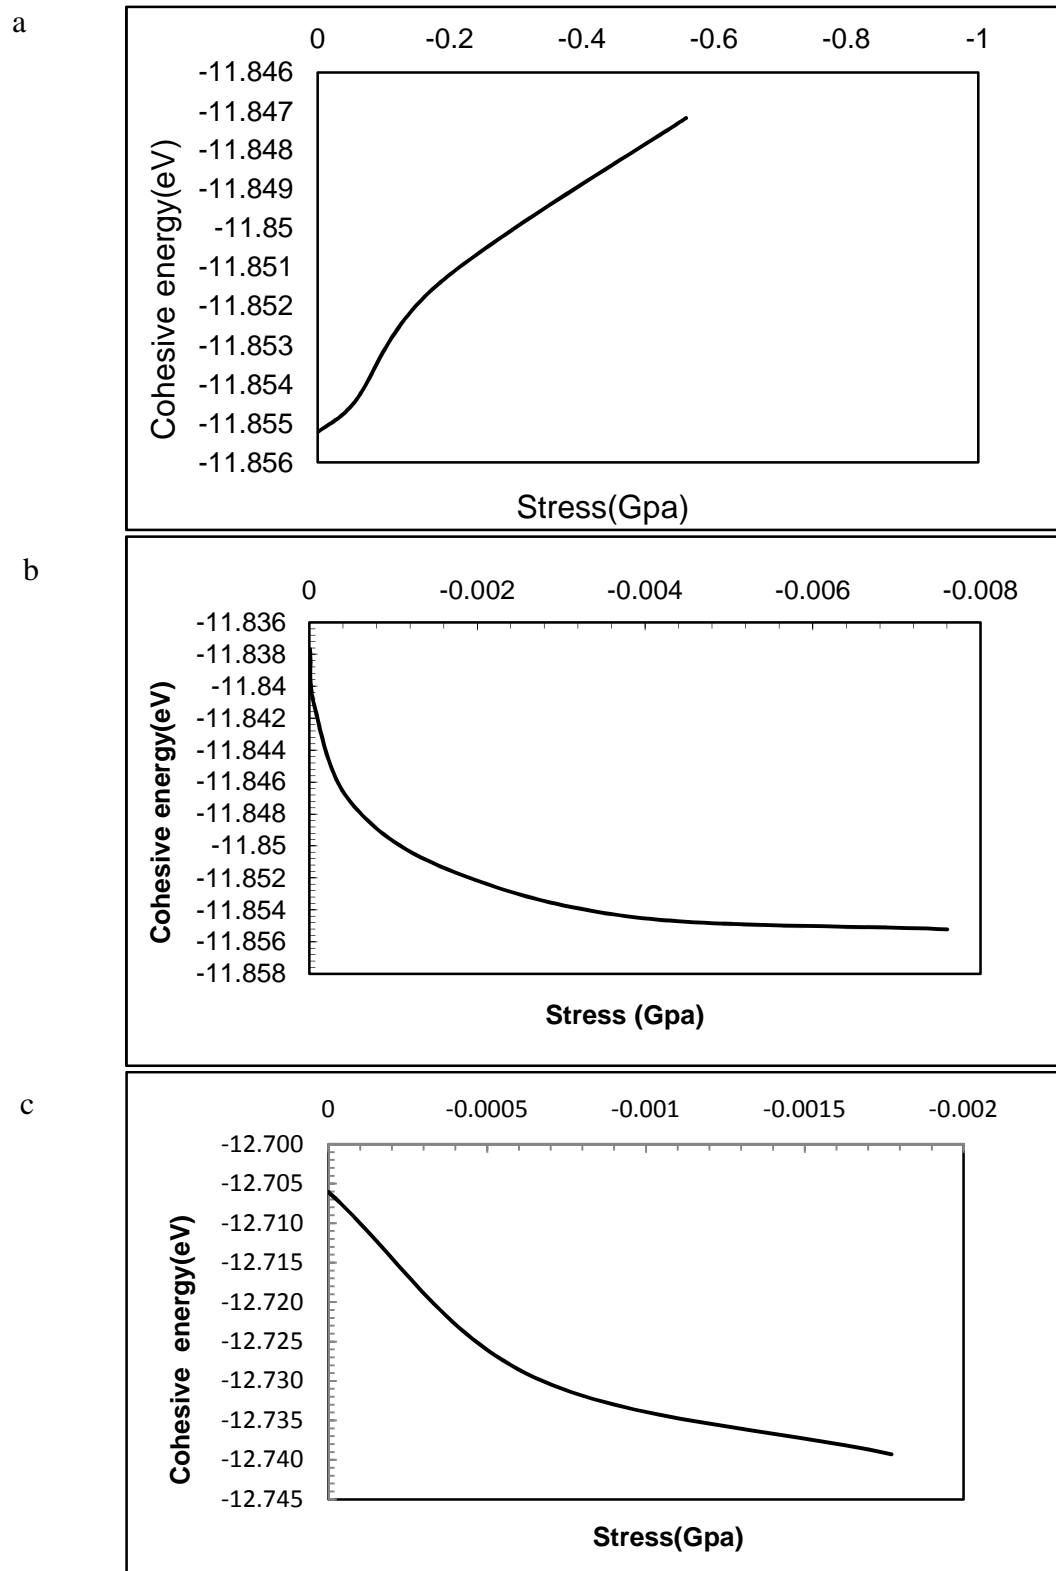 a
0 -0.2 -0.4 -0.6 -0.8 -1
-11.846
-11.847
-11.848
-11.849
-11.85
-11.851
-11.852
-11.853
-11.854
-11.855
-11.856
Cohesive energy(eV)
Stress(Gpa)
b
0 -0.002 -0.004 -0.006 -0.008
-11.836
-11.838
-11.84
-11.842
-11.844
-11.846
-11.848
-11.85
-11.852
-11.854
-11.856
-11.858
Cohesive energy(eV)
Stress (Gpa)
c
0 -0.0005 -0.001 -0.0015 -0.002
-12.700
-12.705
-12.710
-12.715
-12.720
-12.725
-12.730
-12.735
-12.740
-12.745
Cohesive energy(eV)
Stress(Gpa)